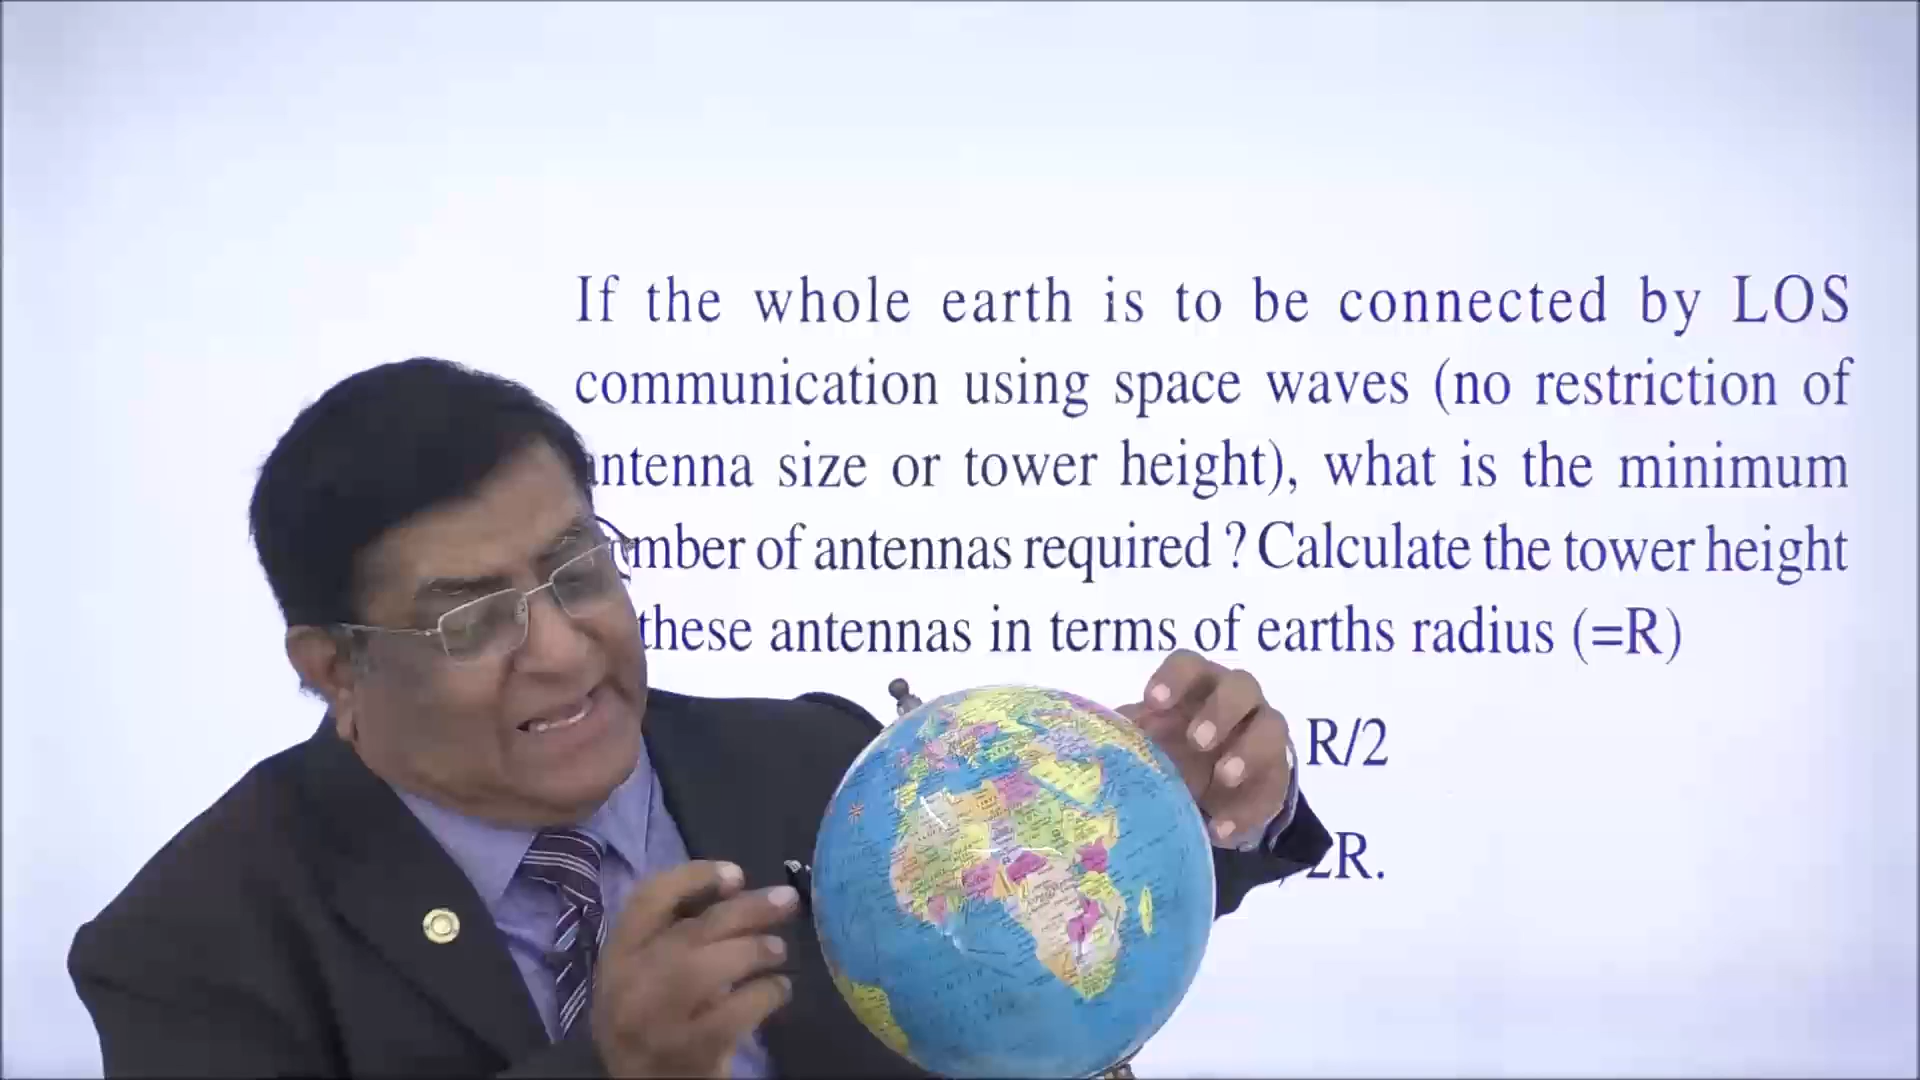 If the whole earth is to be connected by LOS
communication using space waves (no restriction of
ntenna size or tower height), what is the minimum
mber of antennas required ? Calculate the tower height
these antennas in terms of earths radius (=R)
R/2
2R.